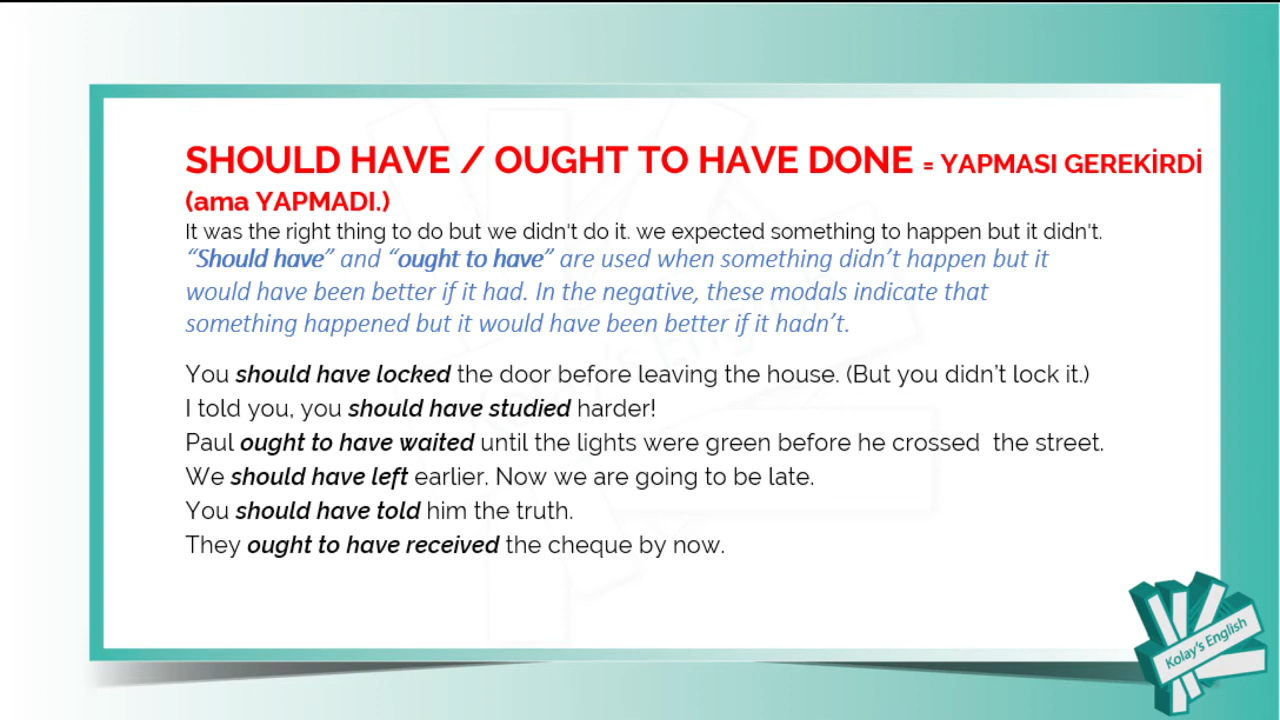 SHOULD HAVE / OUGHT TO HAVE DONE = YAPMASI GEREKİRDİ
(ama YAPMADI.)
It was the right thing to do but we didn't do it. we expected something to happen but it didn't.
“Should have” and “ought to have” are used when something didn’t happen but it
would have been better if it had. In the negative, these modals indicate that
something happened but it would have been better if it hadn’t.
You should have locked the door before leaving the house. (But you didn’t lock it.)
I told you, you should have studied harder!
Paul ought to have waited until the lights were green before he crossed  the street.
We should have left earlier. Now we are going to be late.
You should have told him the truth.
They ought to have received the cheque by now.
Kolay's English